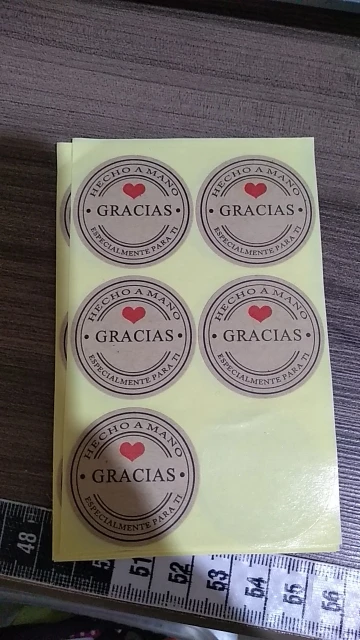 HECHO A MANO
GRACIAS
ESPECIALMENTE PARA TI
HECHO A MANO
GRACIAS
ESPECIALMENTE PARA TI
HECHO A MANO
GRACIAS
ESPECIALMENTE PARA TI
HECHO A MANO
GRACIAS
ESPECIALMENTE PARA TI
HECHO A MANO
GRACIAS
ESPECIALMENTE PARA TI
48 51 52 53 54 55 56